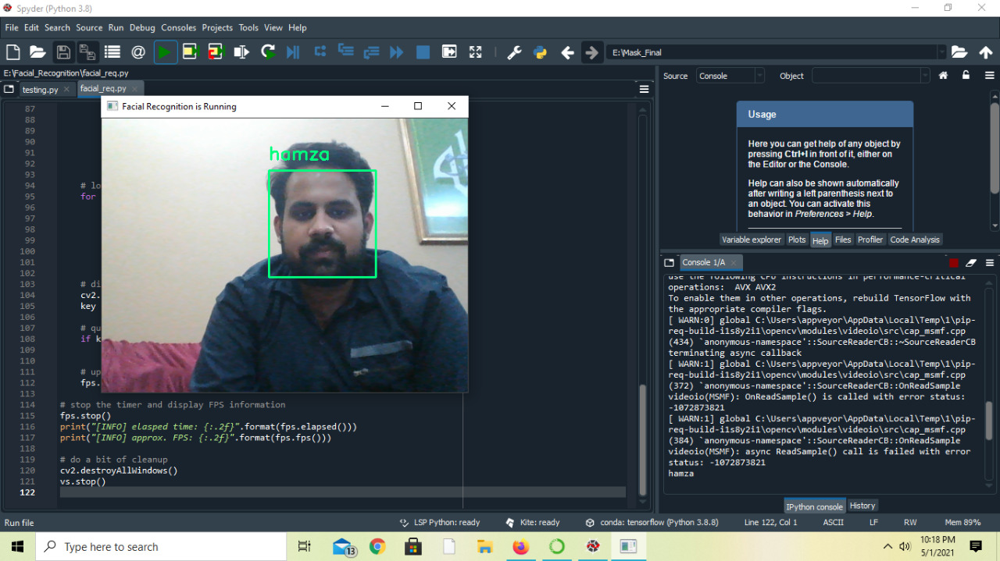 Spyder (Python 3.8)
File Edit Search Source Run Debug Consoles Projects Tools View Help
E:\Mask_Final
E:\Facial_Recognition\facial_req.py
testing.py
facial_req.py
Facial Recognition is Running
hamza
87
88
89
90
91
92
93
94 # lo
95 for
96
97
98
99
100
101
102
103 # di
104 cv2.
105 key
106
107 # qu
108 if k
109
110
111 # up
112 fps.
113
114 # stop the timer and display FPS information
115 fps.stop()
116 print("[INFO] elasped time: {:.2f}".format(fps.elapsed()))
117 print("[INFO] approx. FPS: {:.2f}".format(fps.fps()))
118
119 # do a bit of cleanup
120 cv2.destroyAllWindows()
121 vs.stop()
122
Source Console Object
Usage
Here you can get help of any object by
pressing Ctrl+I in front of it, either on
the Editor or the Console.
Help can also be shown automatically
after writing a left parenthesis next to
an object. You can activate this
behavior in Preferences > Help.
Variable explorer Plots Help Files Profiler Code Analysis
Console 1/A
use the following CPU instructions in performance-critical
operations:  AVX AVX2
To enable them in other operations, rebuild TensorFlow with
the appropriate compiler flags.
[ WARN:0] global C:\Users\appveyor\AppData\Local\Temp\1\pip-
req-build-i1s8y2i1\opencv\modules\videoio\src\cap_msmf.cpp
(434) `anonymous-namespace'::SourceReaderCB::~SourceReaderCB
terminating async callback
[ WARN:1] global C:\Users\appveyor\AppData\Local\Temp\1\pip-
req-build-i1s8y2i1\opencv\modules\videoio\src\cap_msmf.cpp
(372) `anonymous-namespace'::SourceReaderCB::OnReadSample
videoio(MSMF): OnReadSample() is called with error status:
-1072873821
[ WARN:1] global C:\Users\appveyor\AppData\Local\Temp\1\pip-
req-build-i1s8y2i1\opencv\modules\videoio\src\cap_msmf.cpp
(384) `anonymous-namespace'::SourceReaderCB::OnReadSample
videoio(MSMF): async ReadSample() call is failed with error
status: -1072873821
hamza
IPython console History
Run file
LSP Python: ready Kite: ready conda: tensorflow (Python 3.8.8) Line 122, Col 1 ASCII LF RW Mem 89%
Type here to search
13
10:18 PM
5/1/2021